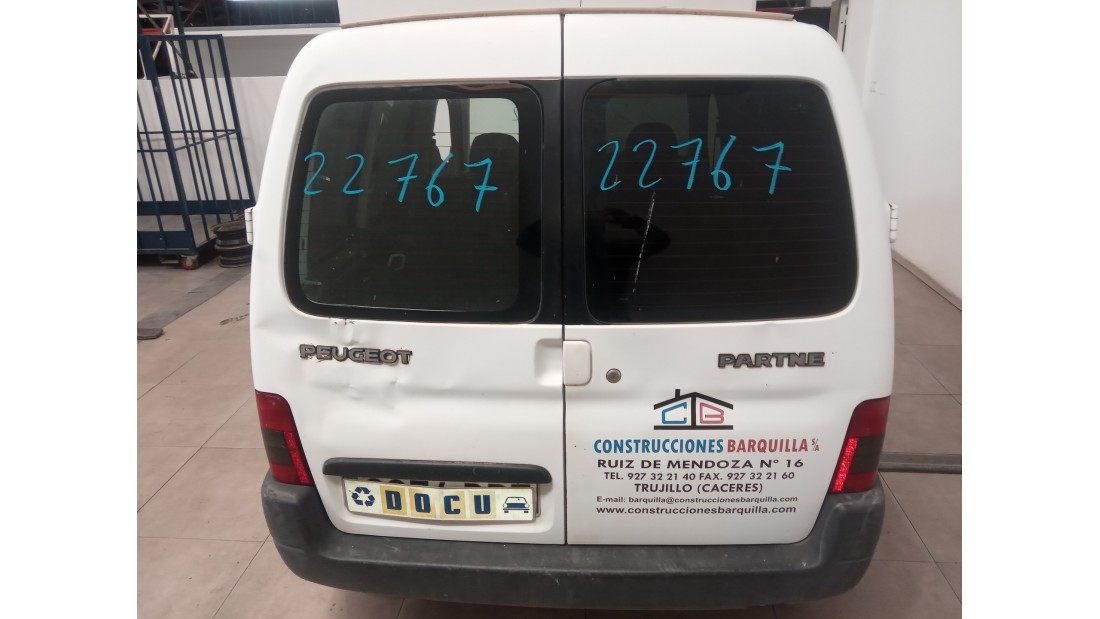 22767
22767
PEUGEOT
PARTNE
CB
CONSTRUCCIONES BARQUILLA S/A
RUIZ DE MENDOZA Nº 16
TEL. 927 32 21 40 FAX. 927 32 21 60
TRUJILLO (CACERES)
E-mail: barquilla@construccionesbarquilla.com
www.construccionesbarquilla.com
DOCU